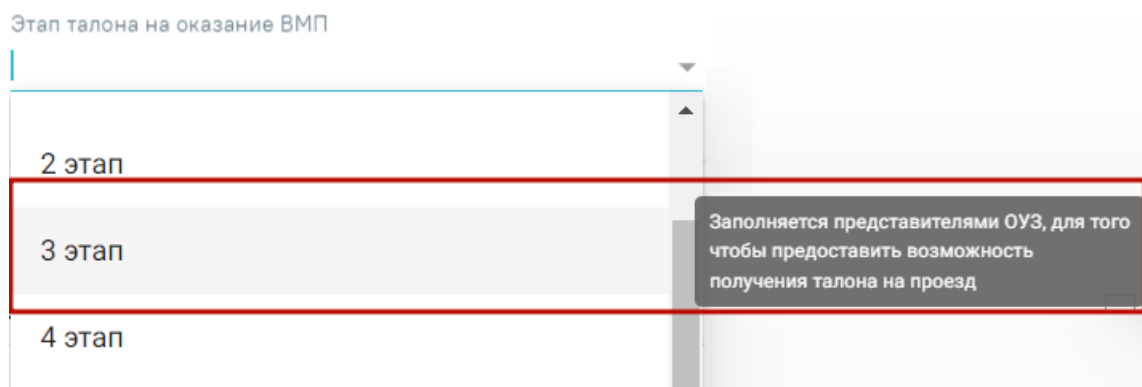 Этап талона на оказание ВМП
2 этап
3 этап
Заполняется представителями ОУЗ, для того
чтобы предоставить возможность
получения талона на проезд
4 этап